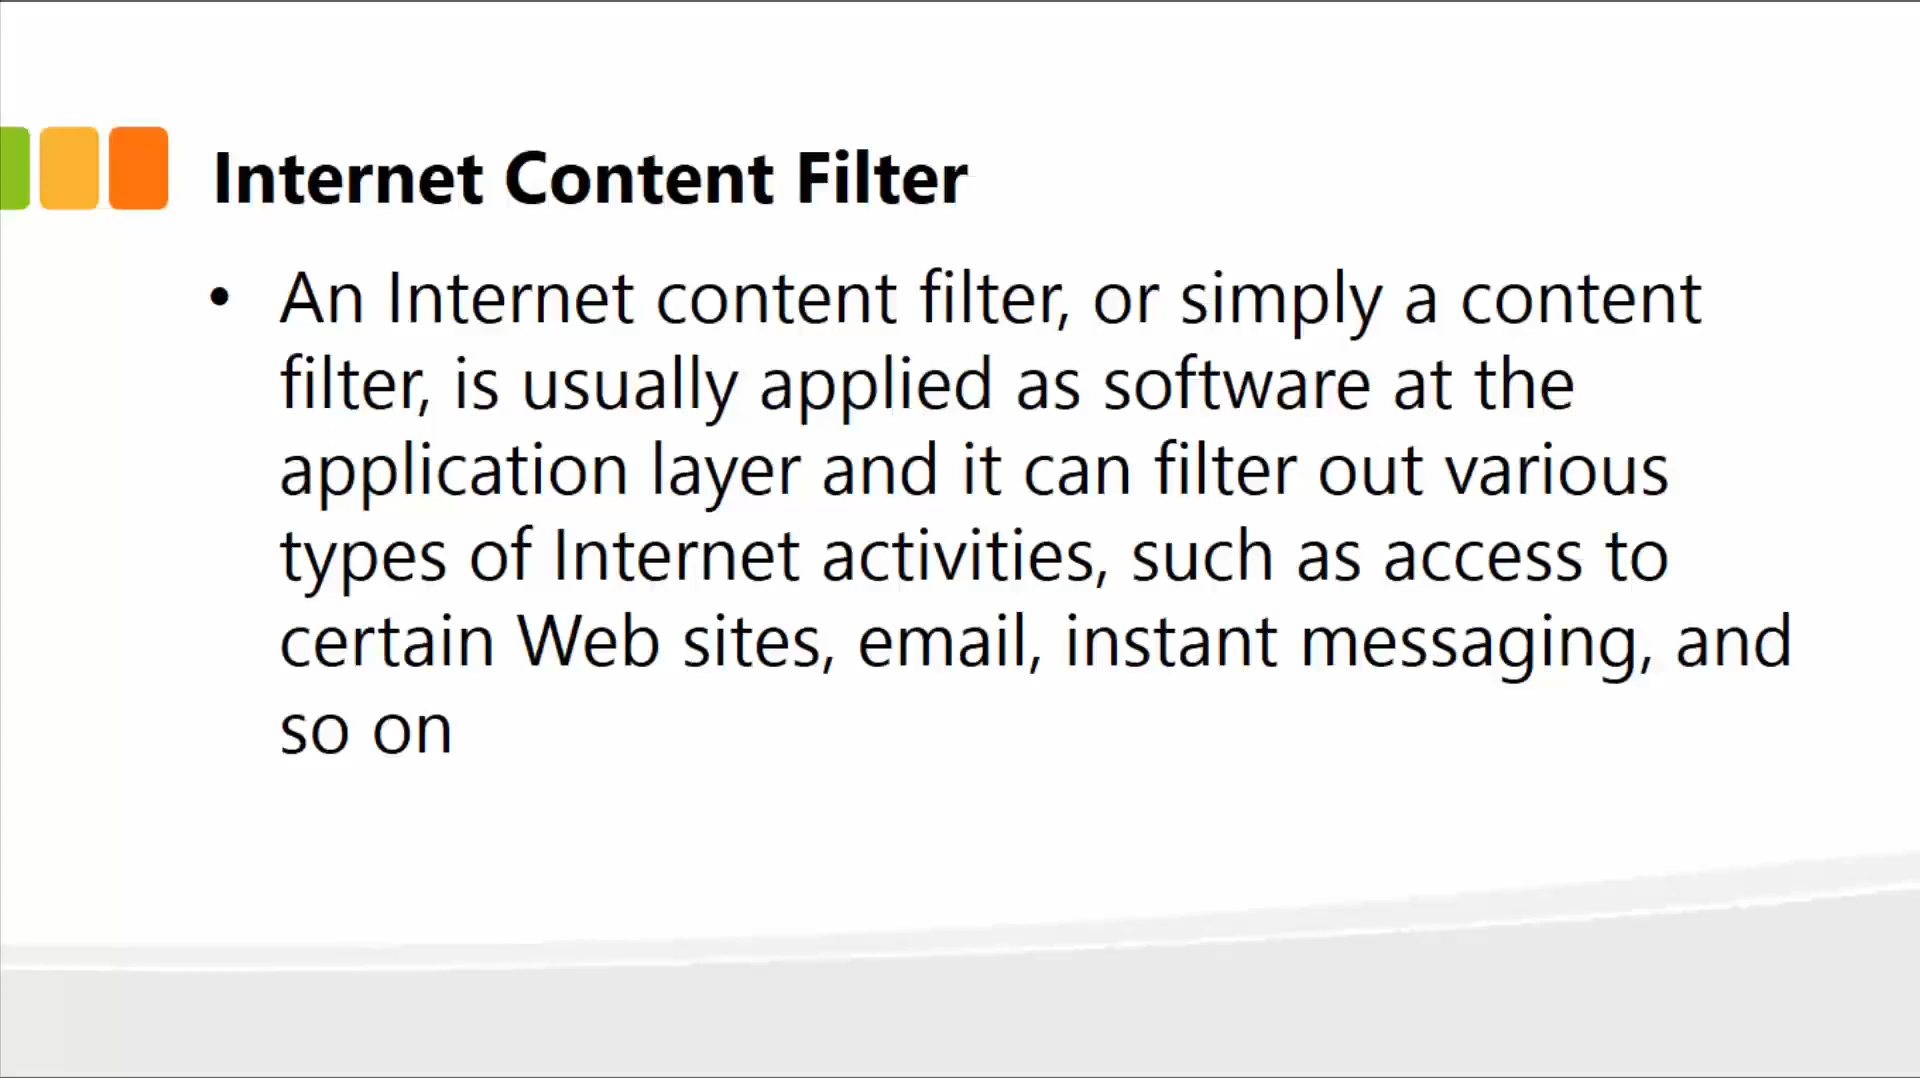 Internet Content Filter
• An Internet content filter, or simply a content
filter, is usually applied as software at the
application layer and it can filter out various
types of Internet activities, such as access to
certain Web sites, email, instant messaging, and
so on